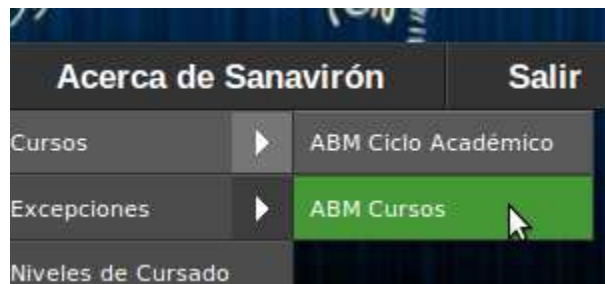 Acerca de Sanavirón Salir
Cursos ABM Ciclo Académico
Excepciones ABM Cursos
Niveles de Cursado